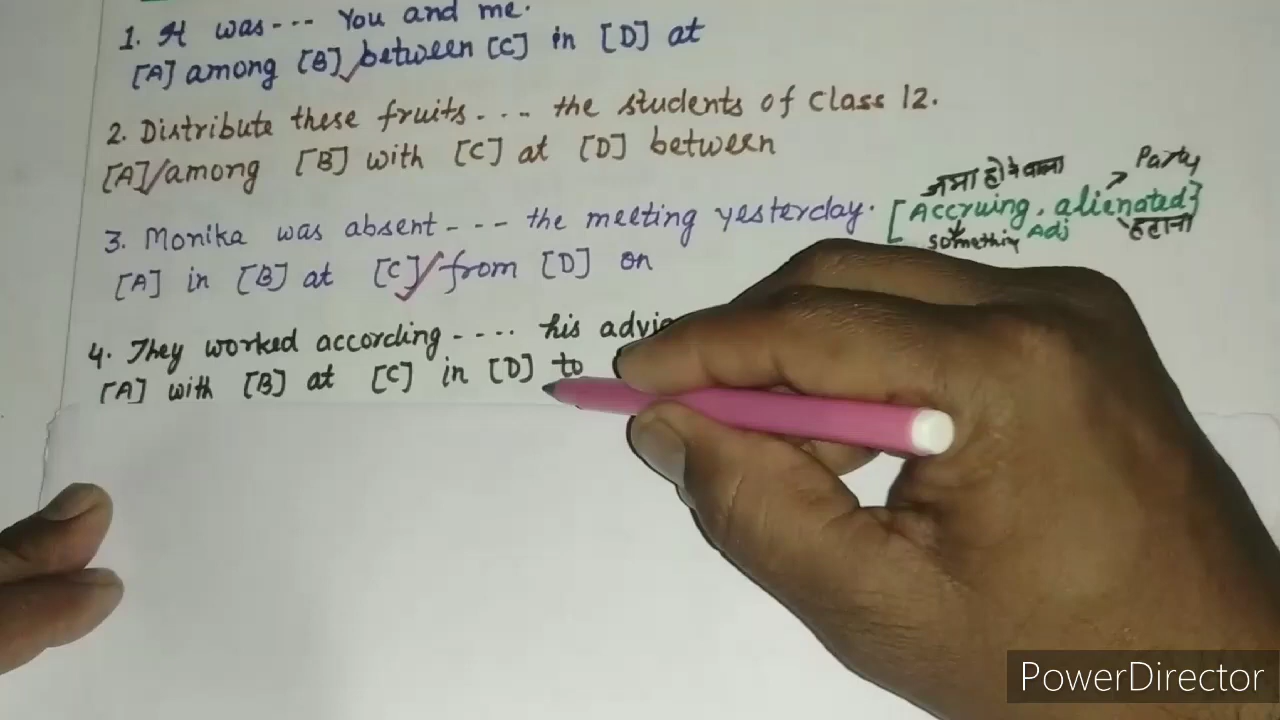 1. It was --- You and me.
[A] among [B] between [C] in [D] at
2. Distribute these fruits --- the students of Class 12.
[A] among [B] with [C] at [D] between
जमा होने वाला Party
3. Monika was absent --- the meeting yesterday. [Accruing, alienated]
something Adj हटाना
[A] in [B] at [C] from [D] on
4. They worked according ---- his
[A] with [B] at [C] in [D] to
PowerDirector